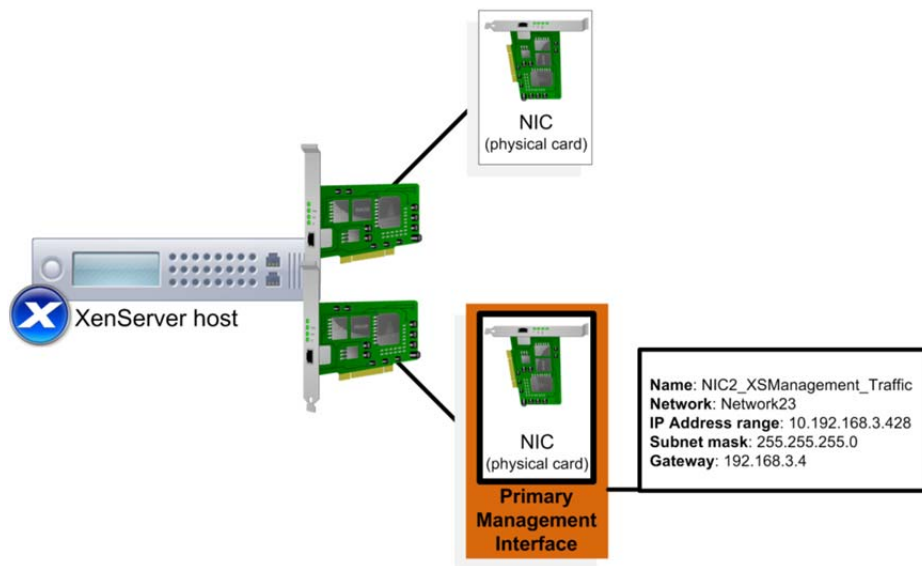 NIC
(physical card)
XenServer host
NIC
(physical card)
Primary
Management
Interface
Name: NIC2_XSManagement_Traffic
Network: Network23
IP Address range: 10.192.168.3.428
Subnet mask: 255.255.255.0
Gateway: 192.168.3.4